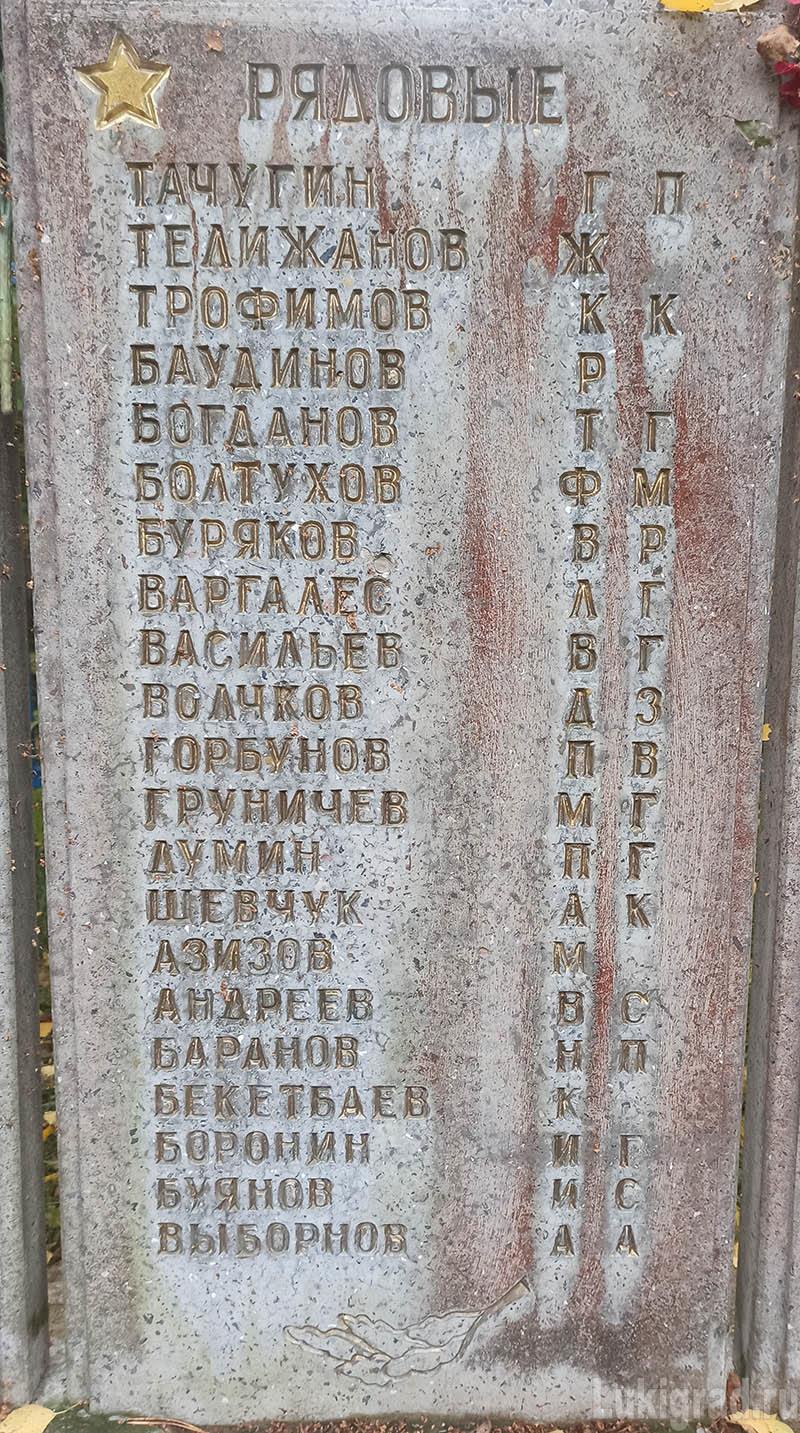 РЯДОВЫЕ
ТАЧУГИН Г П
ТЕЛИЖАНОВ Ж
ТРОФИМОВ К К
БАУДИНОВ Р
БОГДАНОВ Т Г
БОЛТУХОВ Ф М
БУРЯКОВ В Р
ВАРГАЛЕС Л Г
ВАСИЛЬЕВ В Г
ВОЛЧКОВ Д З
ГОРБУНОВ П В
ГРУНИЧЕВ М Г
ДУМИН П Г
ШЕВЧУК А К
АЗИЗОВ М
АНДРЕЕВ В С
БАРАНОВ Н П
БЕКЕТБАЕВ К
БОРОНИН И Г
БУЯНОВ И С
ВЫБОРНОВ А А
Lukigrad.ru